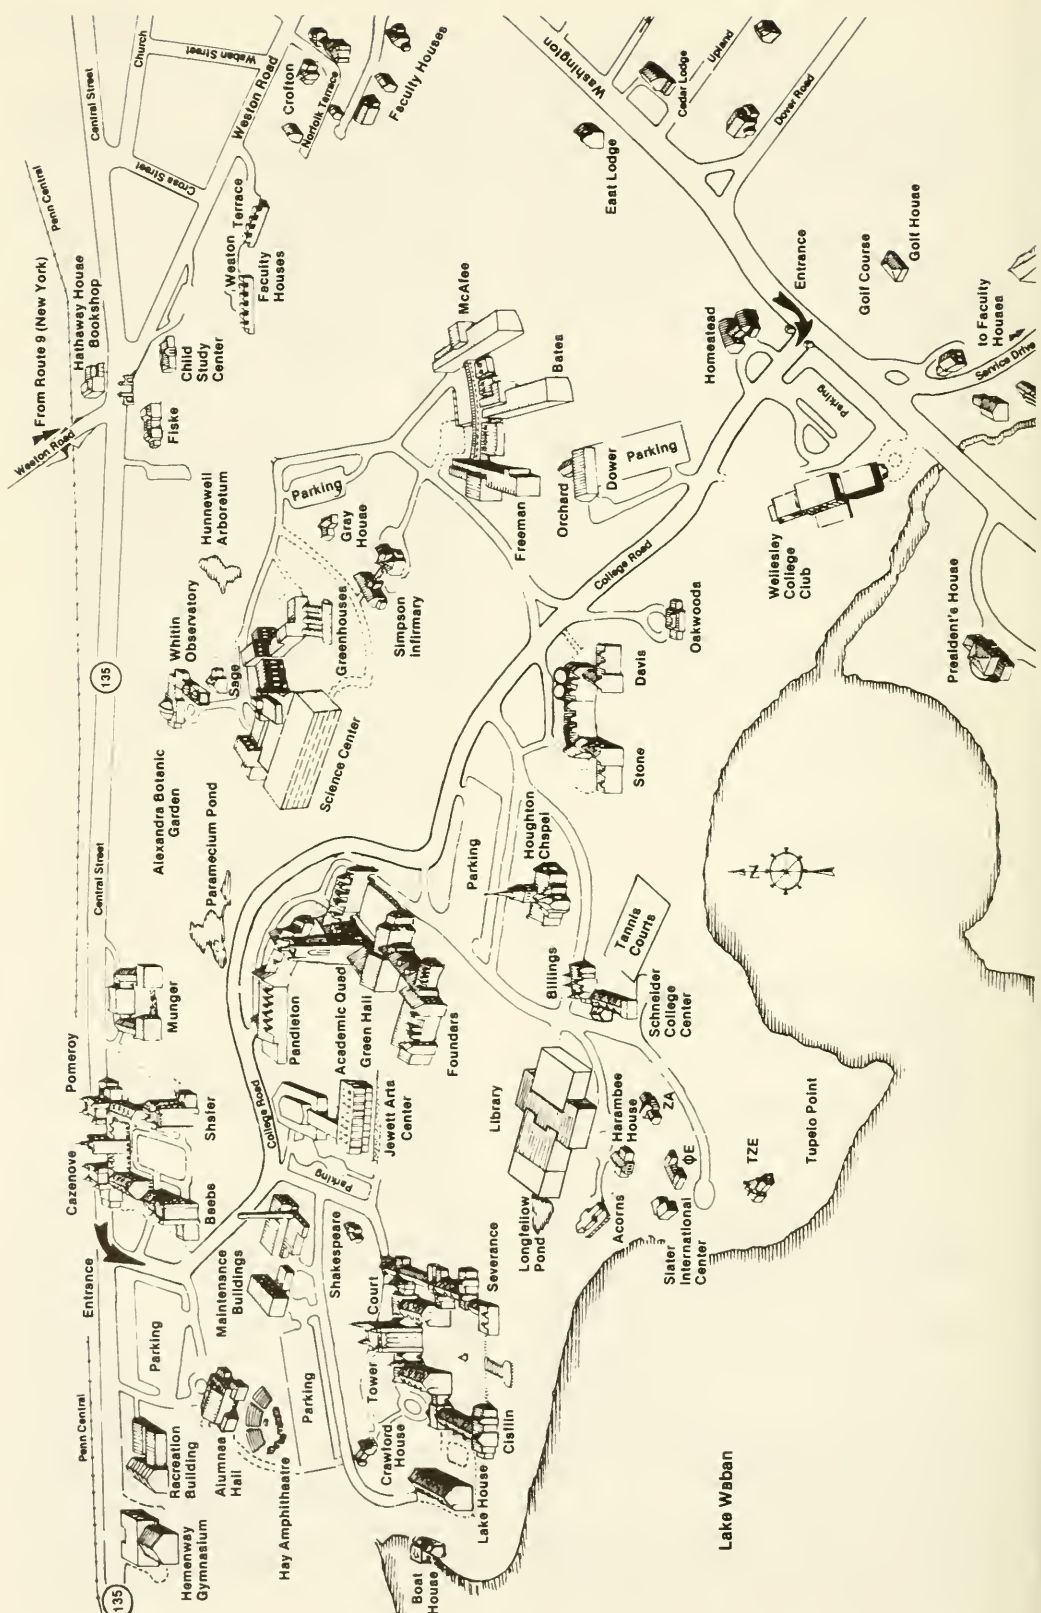 135
Hemenway
Gymnasium
Penn Central
Recreation
Building
Parking
Entrance
Alumnae
Hall
Hay Amphitheatre
Parking
Maintenance
Buildings
Cazenove
Pomeroy
Beebe
Shafer
Munger
Central Street
College Road
Parking
Shakespeare
Boat
House
Lake House
Crawford
House
Tower
Court
Claflin
Severance
Jewett Arts
Center
Pendleton
Academic Quad
Green Hall
Founders
Paramecium Pond
Alexandra Botanic
Garden
135
Whitin
Observatory
Sage
Science Center
Greenhouses
Hunnewell
Arboretum
Gray
House
Parking
Simpson
Infirmary
Fiske
Child
Study
Center
Weston Road
From Route 9 (New York)
Hathaway House
Bookshop
Penn Central
Central Street
Church
Cross Street
Waban Street
Weston Road
Weston Terrace
Faculty
Houses
Crofton
Norfolk Terrace
Faculty Houses
McAfee
Bates
Freeman
Orchard
Dower
Parking
College Road
Longfellow
Pond
Library
Acorns
Harambee
House
ZA
ΦE
Slater
International
Center
TZE
Tupelo Point
Billings
Schneider
College
Center
Tennis
Courts
Houghton
Chapel
Parking
Stone
Davis
Oakwoods
N
Wellesley
College
Club
Parking
Homestead
Entrance
East Lodge
Washington
Cedar Lodge
Upland
Dover Road
Golf Course
Golf House
to Faculty
Houses
Service Drive
President's House
Lake Waban